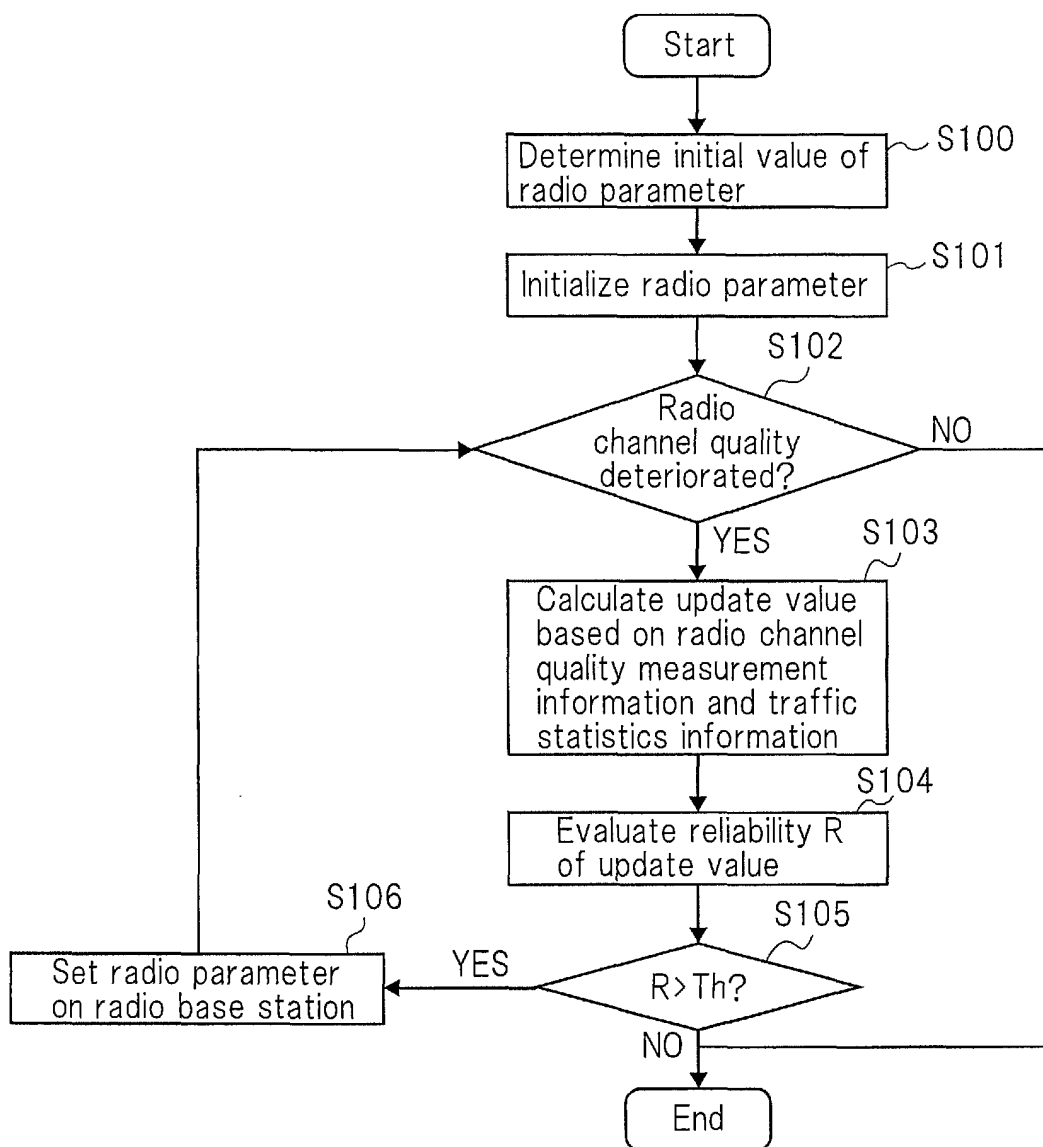 Start
S100
Determine initial value of
radio parameter
S101
Initialize radio parameter
S102
Radio
channel quality
deteriorated?
NO
YES
S103
Calculate update value
based on radio channel
quality measurement
information and traffic
statistics information
S104
Evaluate reliability R
of update value
S106
Set radio parameter
on radio base station
YES
S105
R>Th?
NO
End